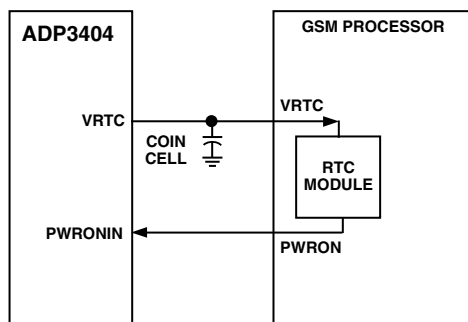 ADP3404
GSM PROCESSOR
VRTC
VRTC
COIN
CELL
RTC
MODULE
PWRONIN
PWRON